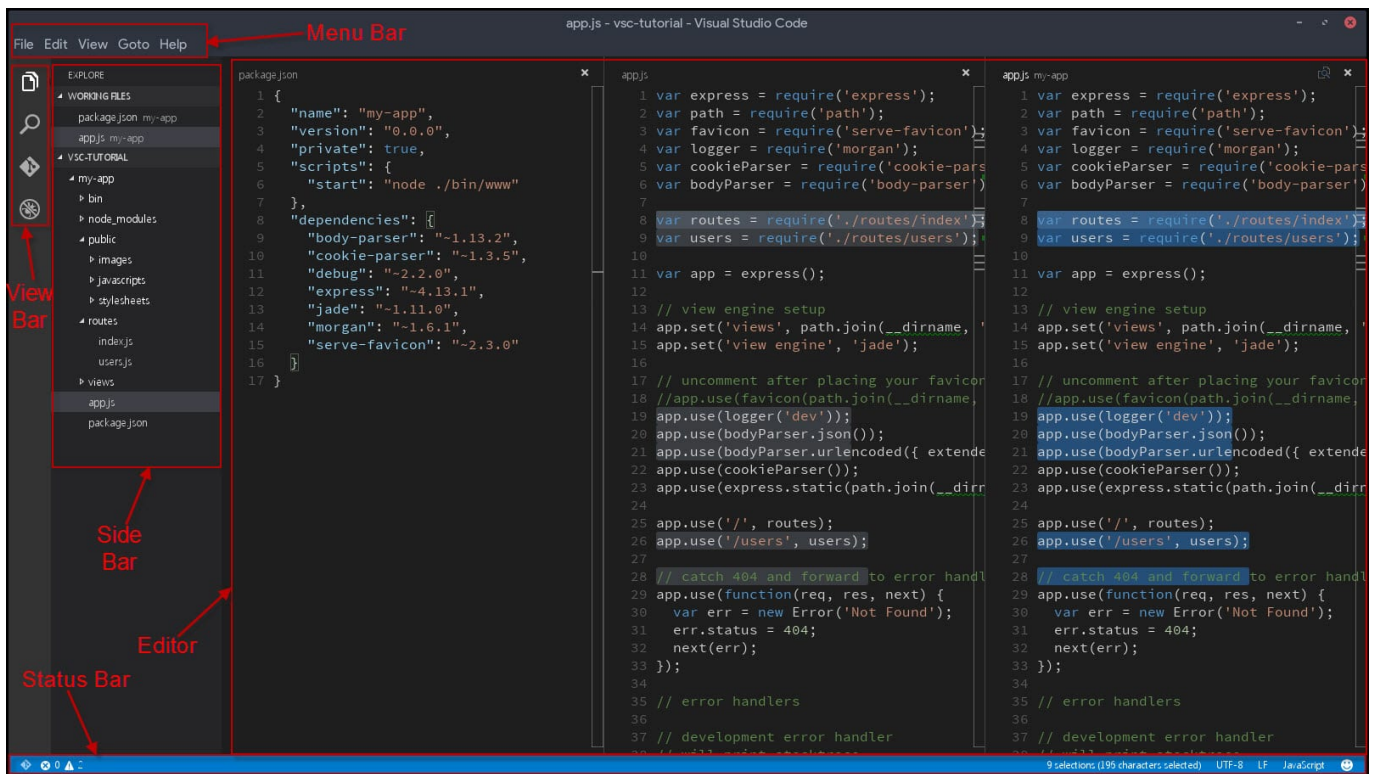 app.js - vsc-tutorial - Visual Studio Code
File Edit View Goto Help
Menu Bar
EXPLORE
WORKING FILES
package.json my-app
app.js my-app
VSC-TUTORIAL
my-app
bin
node_modules
public
images
javascripts
stylesheets
routes
index.js
users.js
views
app.js
package.json
View
Bar
Side
Bar
Editor
Status Bar
package.json
1 {
2 "name": "my-app",
3 "version": "0.0.0",
4 "private": true,
5 "scripts": {
6 "start": "node ./bin/www"
7 },
8 "dependencies": {
9 "body-parser": "~1.13.2",
10 "cookie-parser": "~1.3.5",
11 "debug": "~2.2.0",
12 "express": "~4.13.1",
13 "jade": "~1.11.0",
14 "morgan": "~1.6.1",
15 "serve-favicon": "~2.3.0"
16 }
17 }
app.js
1 var express = require('express');
2 var path = require('path');
3 var favicon = require('serve-favicon');
4 var logger = require('morgan');
5 var cookieParser = require('cookie-pars
6 var bodyParser = require('body-parser')
7
8 var routes = require('./routes/index');
9 var users = require('./routes/users');
10
11 var app = express();
12
13 // view engine setup
14 app.set('views', path.join(__dirname, '
15 app.set('view engine', 'jade');
16
17 // uncomment after placing your favicon
18 //app.use(favicon(path.join(__dirname,
19 app.use(logger('dev'));
20 app.use(bodyParser.json());
21 app.use(bodyParser.urlencoded({ extende
22 app.use(cookieParser());
23 app.use(express.static(path.join(__dirn
24
25 app.use('/', routes);
26 app.use('/users', users);
27
28 // catch 404 and forward to error handl
29 app.use(function(req, res, next) {
30 var err = new Error('Not Found');
31 err.status = 404;
32 next(err);
33 });
34
35 // error handlers
36
37 // development error handler
app.js my-app
1 var express = require('express');
2 var path = require('path');
3 var favicon = require('serve-favicon');
4 var logger = require('morgan');
5 var cookieParser = require('cookie-pars
6 var bodyParser = require('body-parser')
7
8 var routes = require('./routes/index');
9 var users = require('./routes/users');
10
11 var app = express();
12
13 // view engine setup
14 app.set('views', path.join(__dirname, '
15 app.set('view engine', 'jade');
16
17 // uncomment after placing your favicon
18 //app.use(favicon(path.join(__dirname,
19 app.use(logger('dev'));
20 app.use(bodyParser.json());
21 app.use(bodyParser.urlencoded({ extende
22 app.use(cookieParser());
23 app.use(express.static(path.join(__dirn
24
25 app.use('/', routes);
26 app.use('/users', users);
27
28 // catch 404 and forward to error handl
29 app.use(function(req, res, next) {
30 var err = new Error('Not Found');
31 err.status = 404;
32 next(err);
33 });
34
35 // error handlers
36
37 // development error handler
0
9 selections (196 characters selected) UTF-8 LF JavaScript